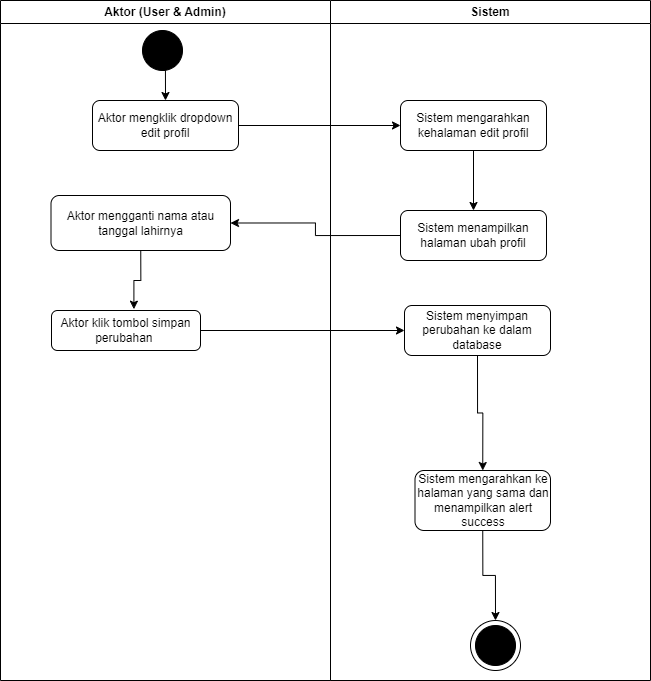 Aktor (User & Admin)
Sistem
Aktor mengklik dropdown
edit profil
Sistem mengarahkan
kehalaman edit profil
Sistem menampilkan
halaman ubah profil
Aktor mengganti nama atau
tanggal lahirnya
Aktor klik tombol simpan
perubahan
Sistem menyimpan
perubahan ke dalam
database
Sistem mengarahkan ke
halaman yang sama dan
menampilkan alert
success